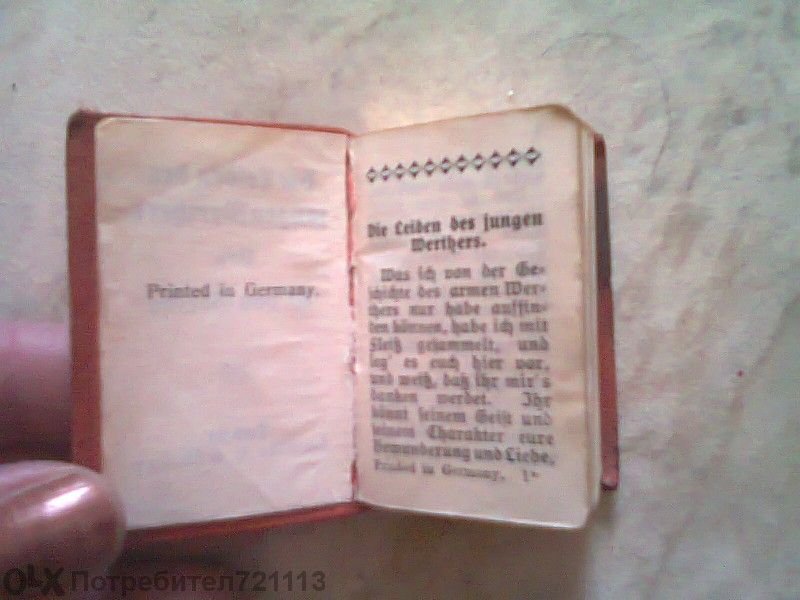 Printed in Germany.
Die Leiden des jungen
Werthers.
Was ich von der Ge-
schichte des armen Wer-
thers nur habe auffin-
den können, habe ich mit
Fleiß gesammelt, und
leg' es euch hier vor,
und weiß, daß ihr mir's
danken werdet. Ihr
könnt seinem Geist und
seinem Charakter eure
Bewunderung und Liebe,
Printed in Germany. 1*
OLX Потребител721113